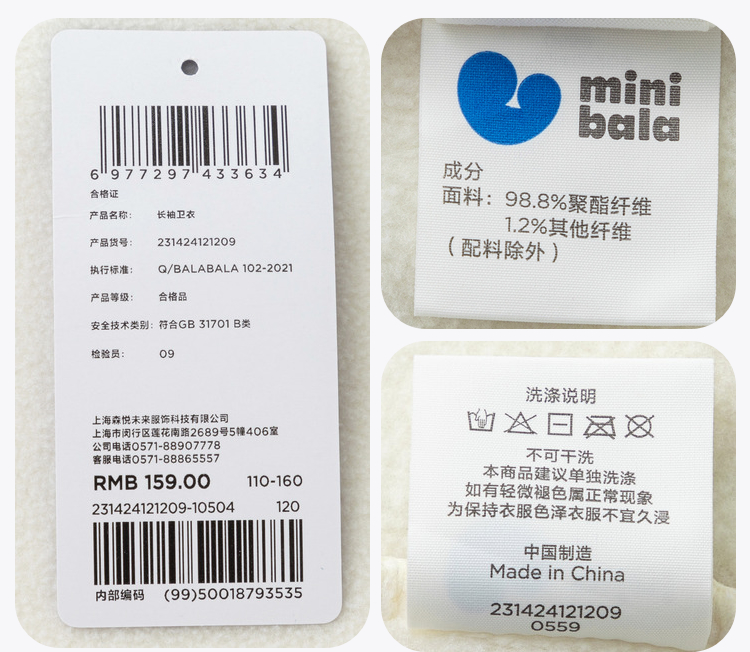 6 977297 433634
合格证
产品名称: 长袖卫衣
产品货号: 231424121209
执行标准: Q/BALABALA 102-2021
产品等级: 合格品
安全技术类别: 符合GB 31701 B类
检验员: 09
上海森悦未来服饰科技有限公司
上海市闵行区莲花南路2689号5幢406室
公司电话0571-88907778
客服电话0571-88865557
RMB 159.00 110-160
231424121209-10504 120
内部编码 (99)50018793535
mini
bala
成分
面料: 98.8%聚酯纤维
1.2%其他纤维
(配料除外)
洗涤说明
不可干洗
本商品建议单独洗涤
如有轻微褪色属正常现象
为保持衣服色泽衣服不宜久浸
中国制造
Made in China
231424121209
0559